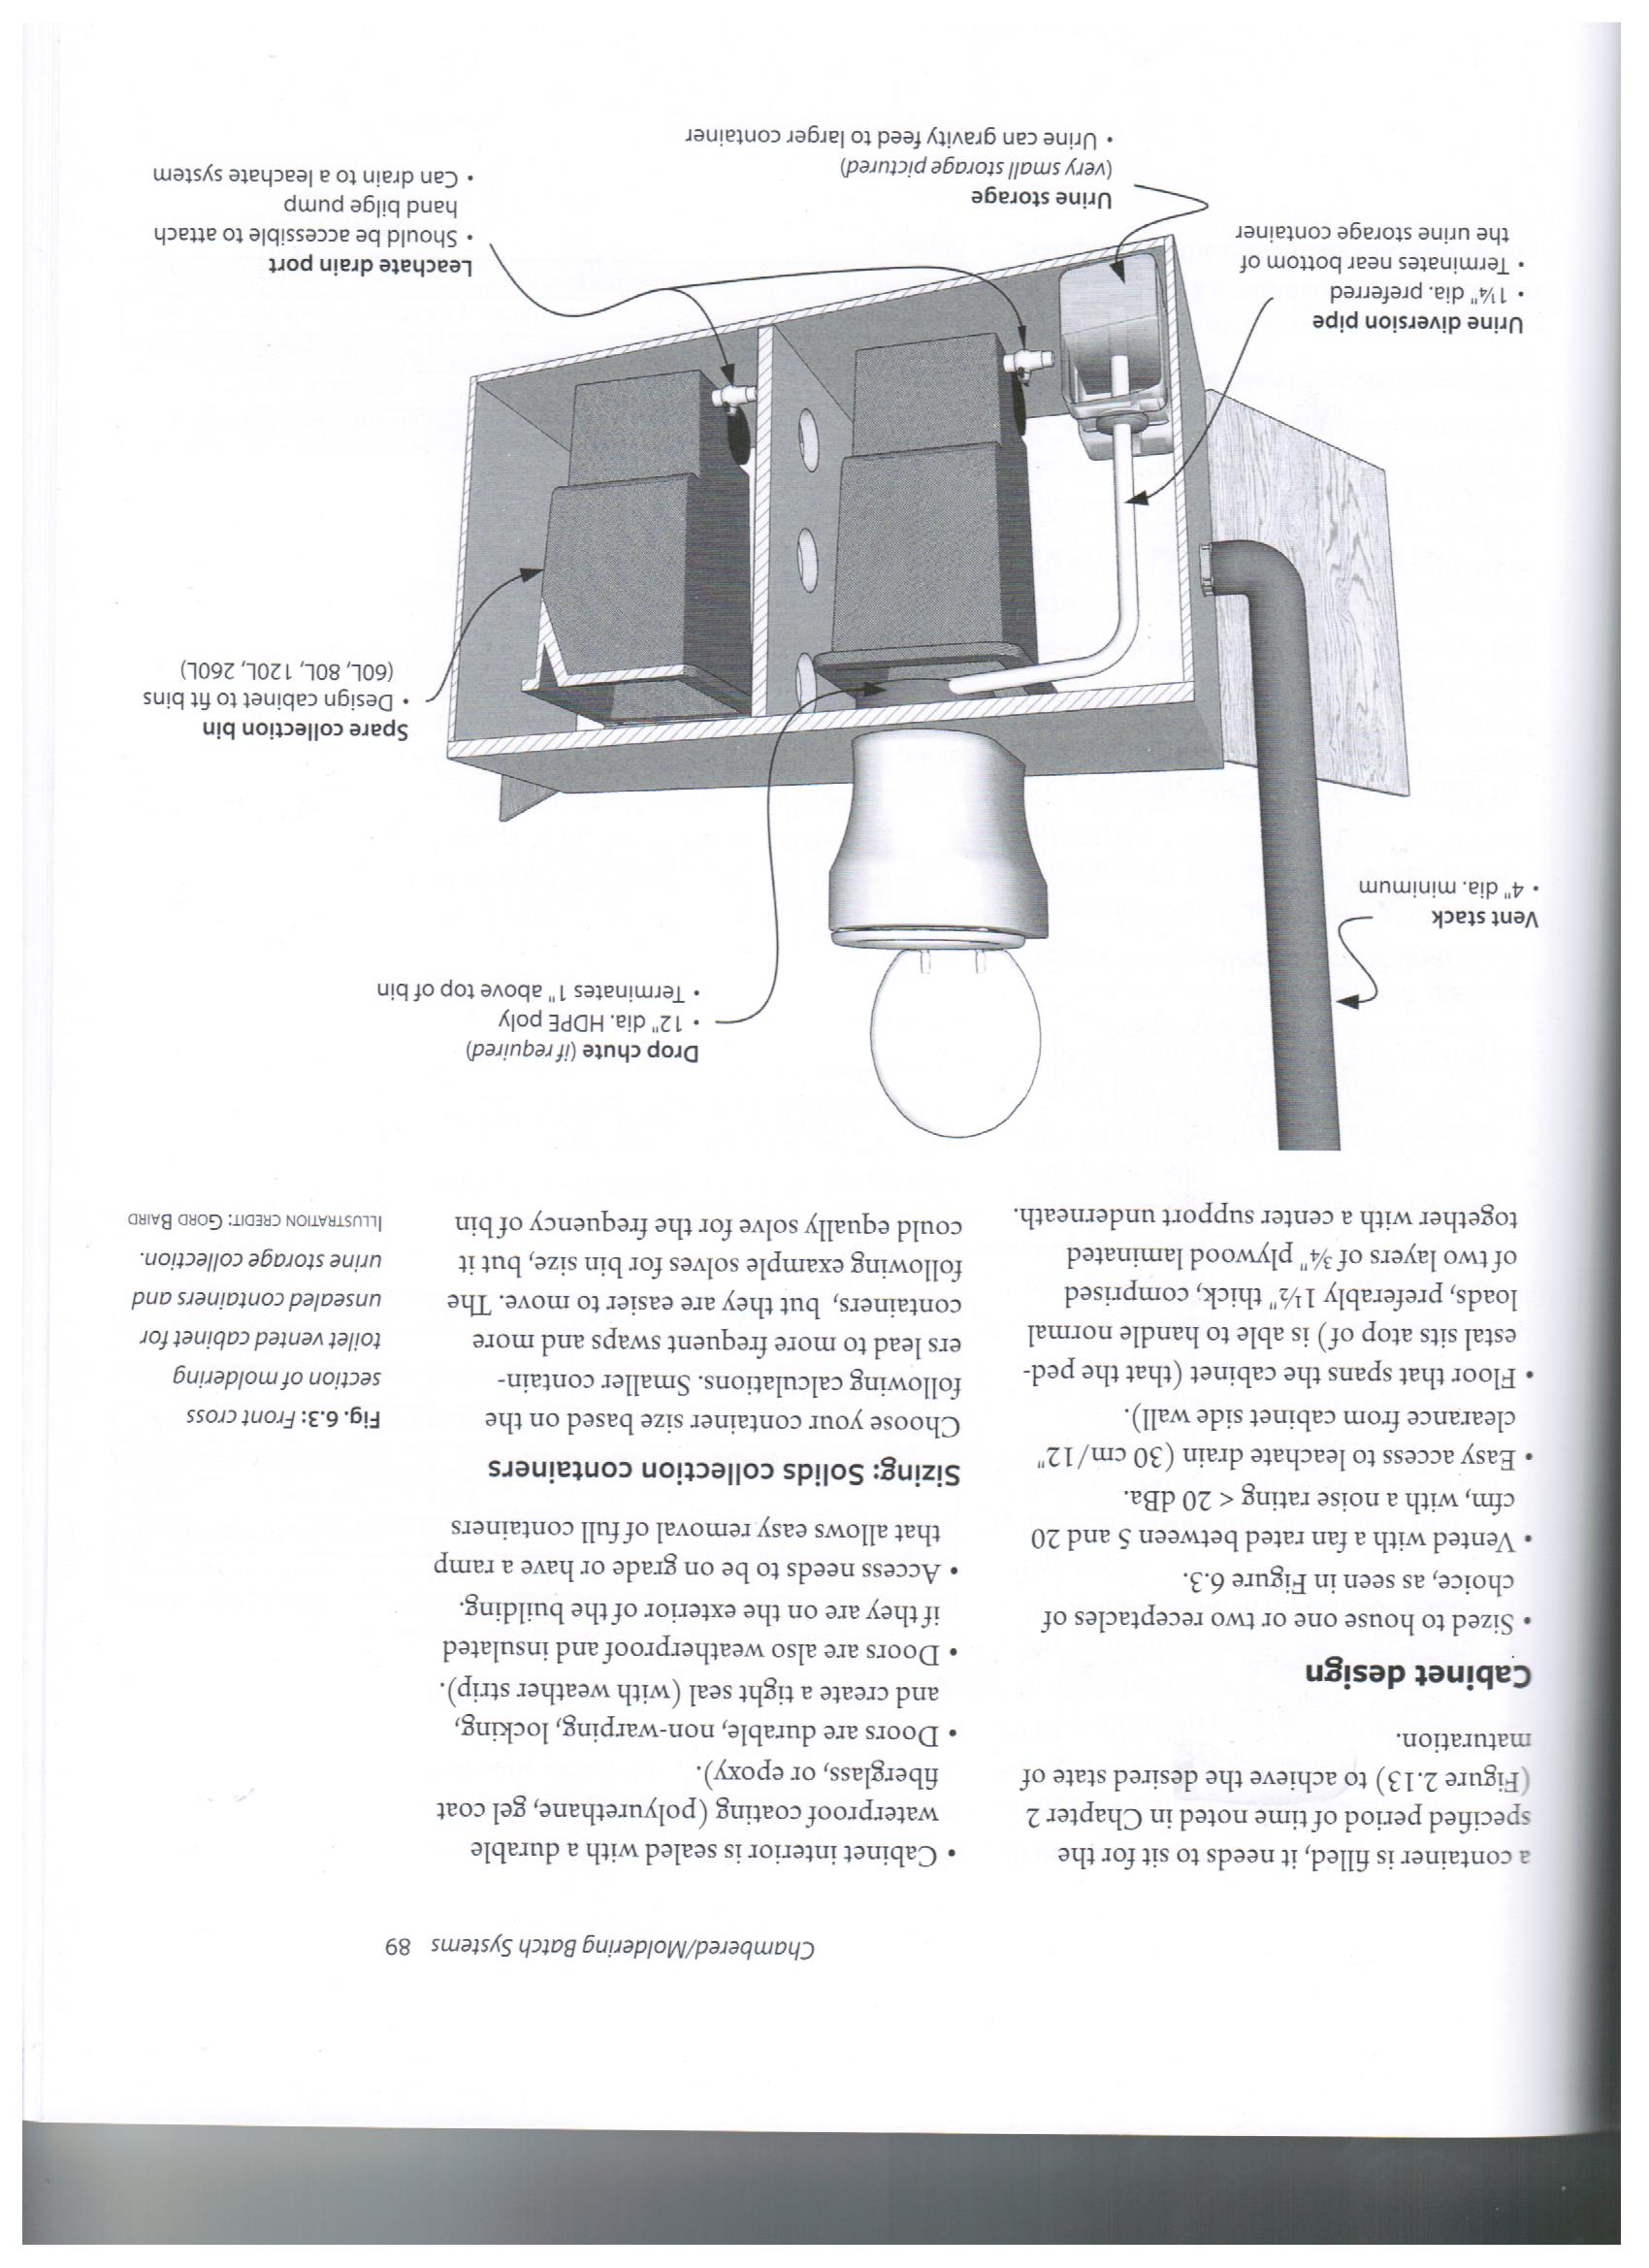 Chambered/Moldering Batch Systems 89
a container is filled, it needs to sit for the
specified period of time noted in Chapter 2
(Figure 2.13) to achieve the desired state of
maturation.
Cabinet design
• Sized to house one or two receptacles of
choice, as seen in Figure 6.3.
• Vented with a fan rated between 5 and 20
cfm, with a noise rating < 20 dBa.
• Easy access to leachate drain (30 cm/12"
clearance from cabinet side wall).
• Floor that spans the cabinet (that the ped-
estal sits atop of) is able to handle normal
loads, preferably 1½" thick, comprised
of two layers of ¾" plywood laminated
together with a center support underneath.
• Cabinet interior is sealed with a durable
waterproof coating (polyurethane, gel coat
fiberglass, or epoxy).
• Doors are durable, non-warping, locking,
and create a tight seal (with weather strip).
• Doors are also weatherproof and insulated
if they are on the exterior of the building.
• Access needs to be on grade or have a ramp
that allows easy removal of full containers
Sizing: Solids collection containers
Choose your container size based on the
following calculations. Smaller contain-
ers lead to more frequent swaps and more
containers, but they are easier to move. The
following example solves for bin size, but it
could equally solve for the frequency of bin
Fig. 6.3: Front cross
section of moldering
toilet vented cabinet for
unsealed containers and
urine storage collection.
ILLUSTRATION CREDIT: GORD BAIRD
Drop chute (if required)
• 12" dia. HDPE poly
• Terminates 1" above top of bin
Vent stack
• 4" dia. minimum
Spare collection bin
• Design cabinet to fit bins
(60L, 80L, 120L, 260L)
Urine diversion pipe
• 1¼" dia. preferred
• Terminates near bottom of
the urine storage container
Urine storage
(very small storage pictured)
• Urine can gravity feed to larger container
Leachate drain port
• Should be accessible to attach
hand bilge pump
• Can drain to a leachate system